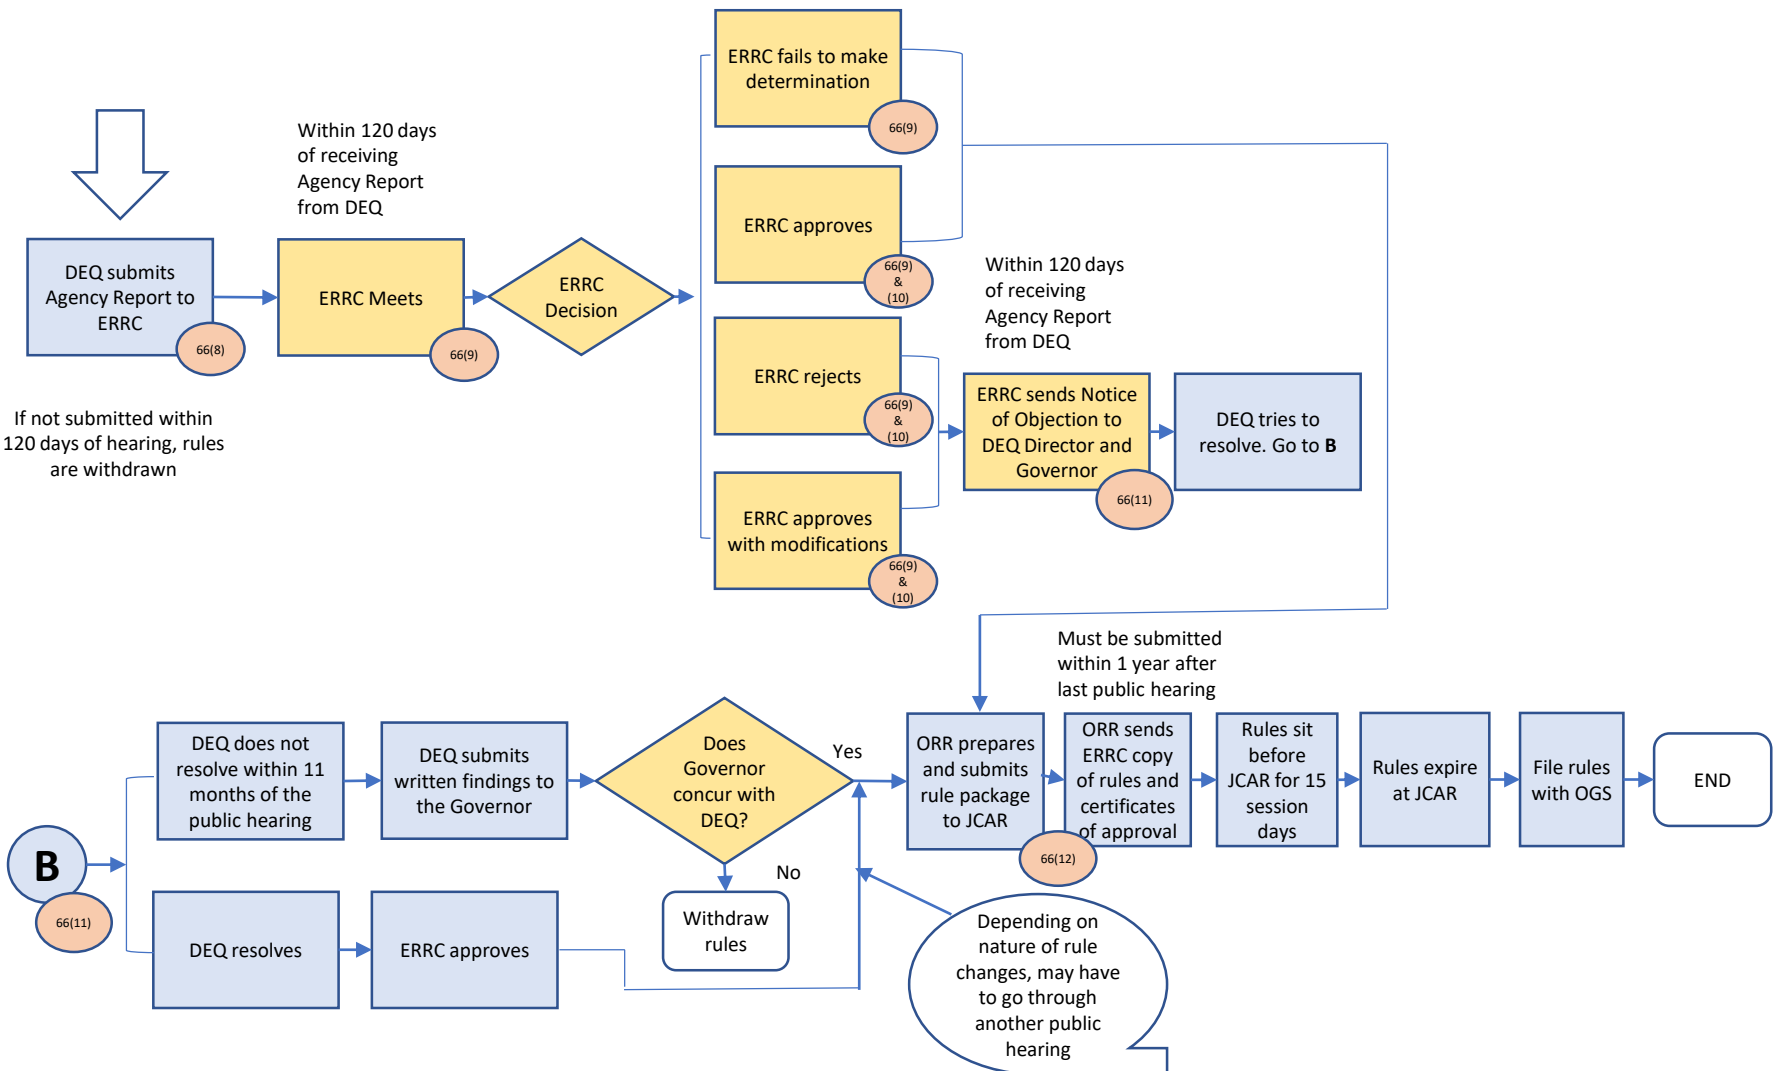 ERRC fails to make
determination
66(9)
Within 120 days
of receiving
Agency Report
from DEQ
ERRC approves
66(9)
&
(10)
DEQ submits
Agency Report to
ERRC
66(8)
ERRC Meets
66(9)
ERRC
Decision
Within 120 days
of receiving
Agency Report
from DEQ
ERRC rejects
66(9)
&
(10)
ERRC sends Notice
of Objection to
DEQ Director and
Governor
66(11)
DEQ tries to
resolve. Go to B
If not submitted within
120 days of hearing, rules
are withdrawn
ERRC approves
with modifications
66(9)
&
(10)
Must be submitted
within 1 year after
last public hearing
B
66(11)
DEQ does not
resolve within 11
months of the
public hearing
DEQ submits
written findings to
the Governor
Does
Governor
concur with
DEQ?
Yes
No
Withdraw
rules
ORR prepares
and submits
rule package
to JCAR
66(12)
ORR sends
ERRC copy
of rules and
certificates
of approval
Rules sit
before
JCAR for 15
session
days
Rules expire
at JCAR
File rules
with OGS
END
DEQ resolves
ERRC approves
Depending on
nature of rule
changes, may have
to go through
another public
hearing